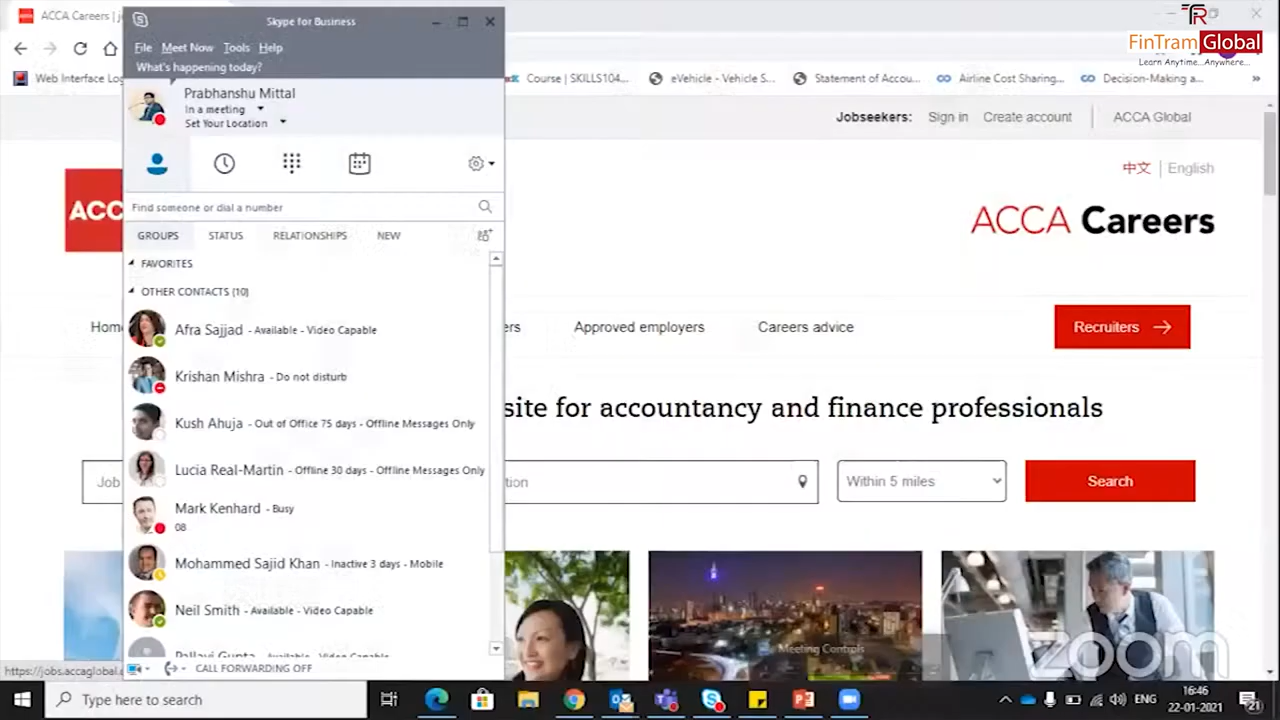 ACCA Careers | jo
Skype for Business
TR
FinTram Global
Learn Anytime...Anywhere...
File Meet Now Tools Help
What's happening today?
Web Interface Log
Course | SKILLS104...
eVehicle - Vehicle S...
Statement of Accou...
Airline Cost Sharing...
Decision-Making a...
»
Prabhanshu Mittal
In a meeting
Set Your Location
Jobseekers: Sign in Create account | ACCA Global
中文 | English
ACC
ACCA Careers
Find someone or dial a number
GROUPS STATUS RELATIONSHIPS NEW
FAVORITES
OTHER CONTACTS (10)
Afra Sajjad - Available - Video Capable
Krishan Mishra - Do not disturb
Kush Ahuja - Out of Office 75 days - Offline Messages Only
Lucia Real-Martin - Offline 30 days - Offline Messages Only
Mark Kenhard - Busy
08
Mohammed Sajid Khan - Inactive 3 days - Mobile
Neil Smith - Available - Video Capable
Pallavi Gupta - Available - Video Capable
CALL FORWARDING OFF
Hom
ers
Approved employers
Careers advice
Recruiters
site for accountancy and finance professionals
Job
tion
Within 5 miles
Search
Meeting Controls
zoom
https://jobs.accaglobal.
Type here to search
ENG
16:46
22-01-2021
21